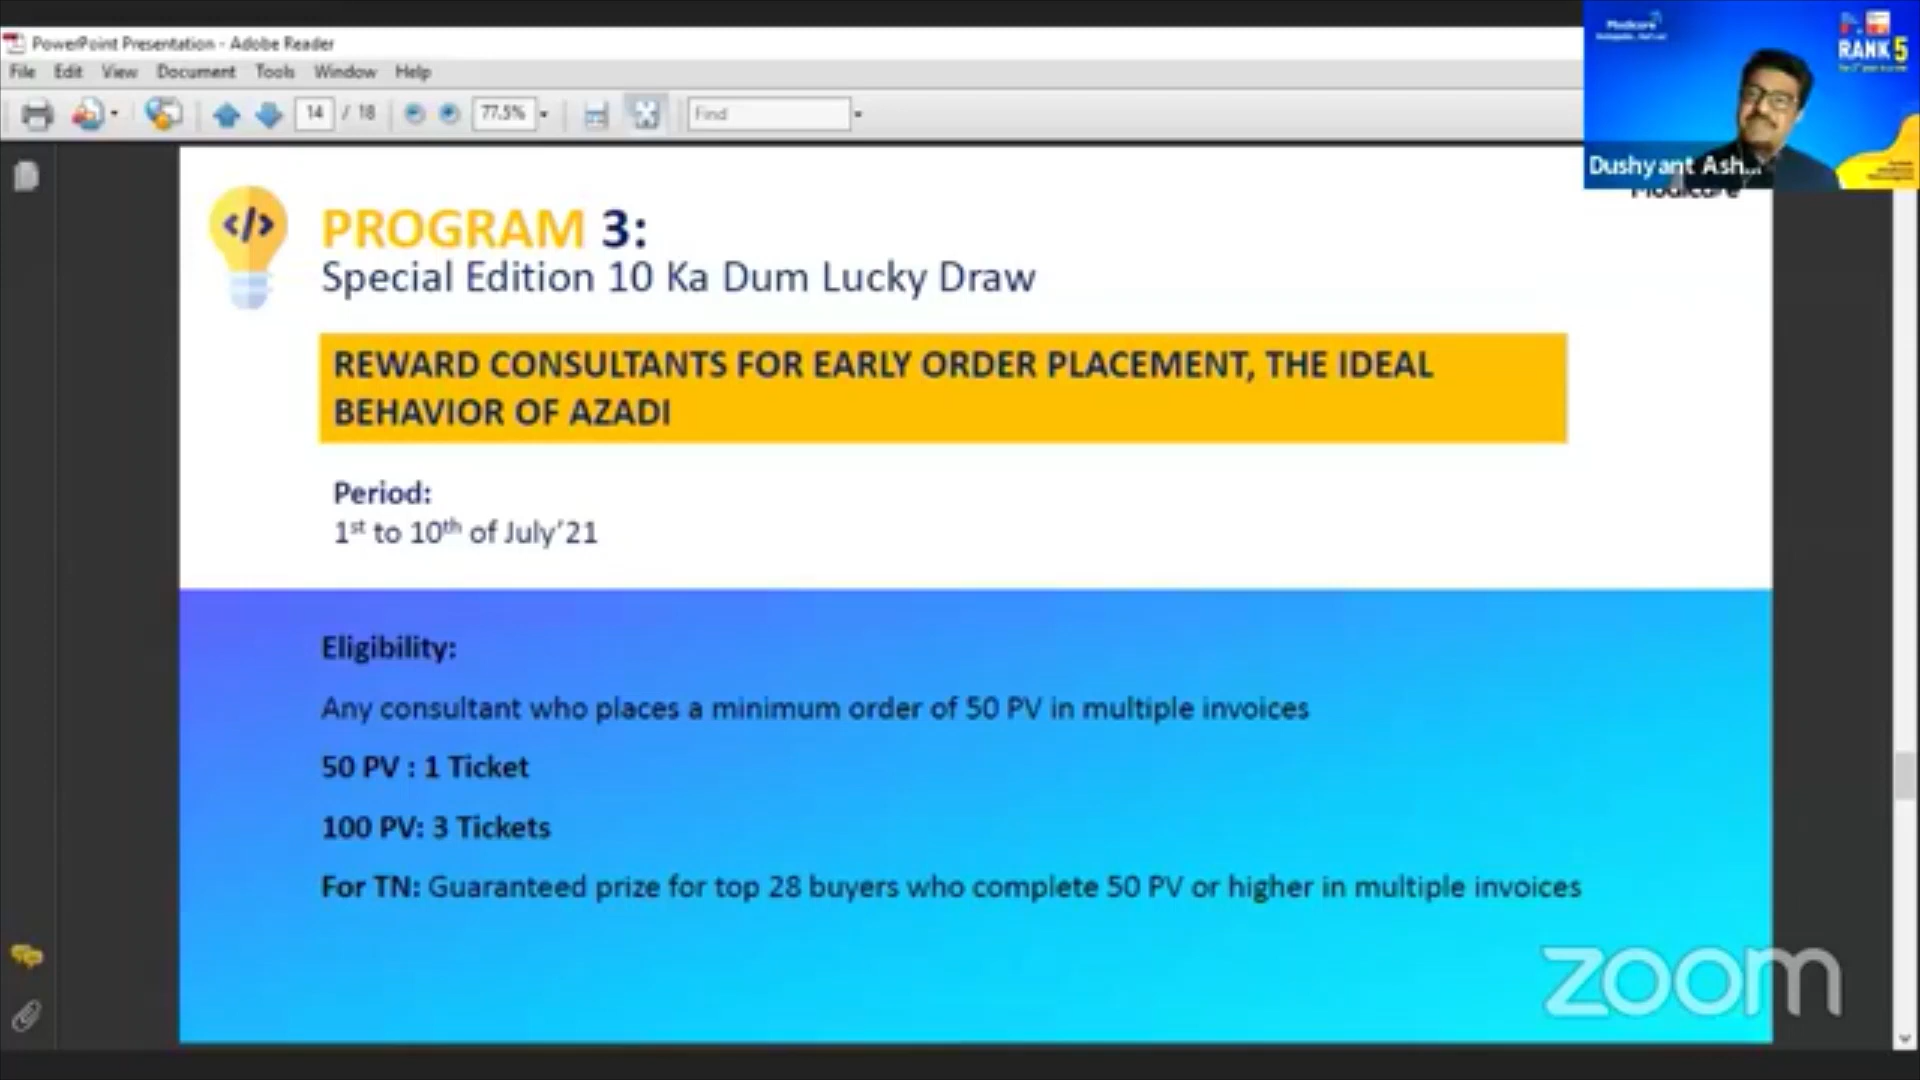 PowerPoint Presentation - Adobe Reader
File Edit View Document Tools Window Help
14 / 18 77.5% Find
Modicare
RANK 5
Dushyant Ash...
Modicare
</>
PROGRAM 3:
Special Edition 10 Ka Dum Lucky Draw
REWARD CONSULTANTS FOR EARLY ORDER PLACEMENT, THE IDEAL
BEHAVIOR OF AZADI
Period:
1st to 10th of July'21
Eligibility:
Any consultant who places a minimum order of 50 PV in multiple invoices
50 PV : 1 Ticket
100 PV: 3 Tickets
For TN: Guaranteed prize for top 28 buyers who complete 50 PV or higher in multiple invoices
zoom